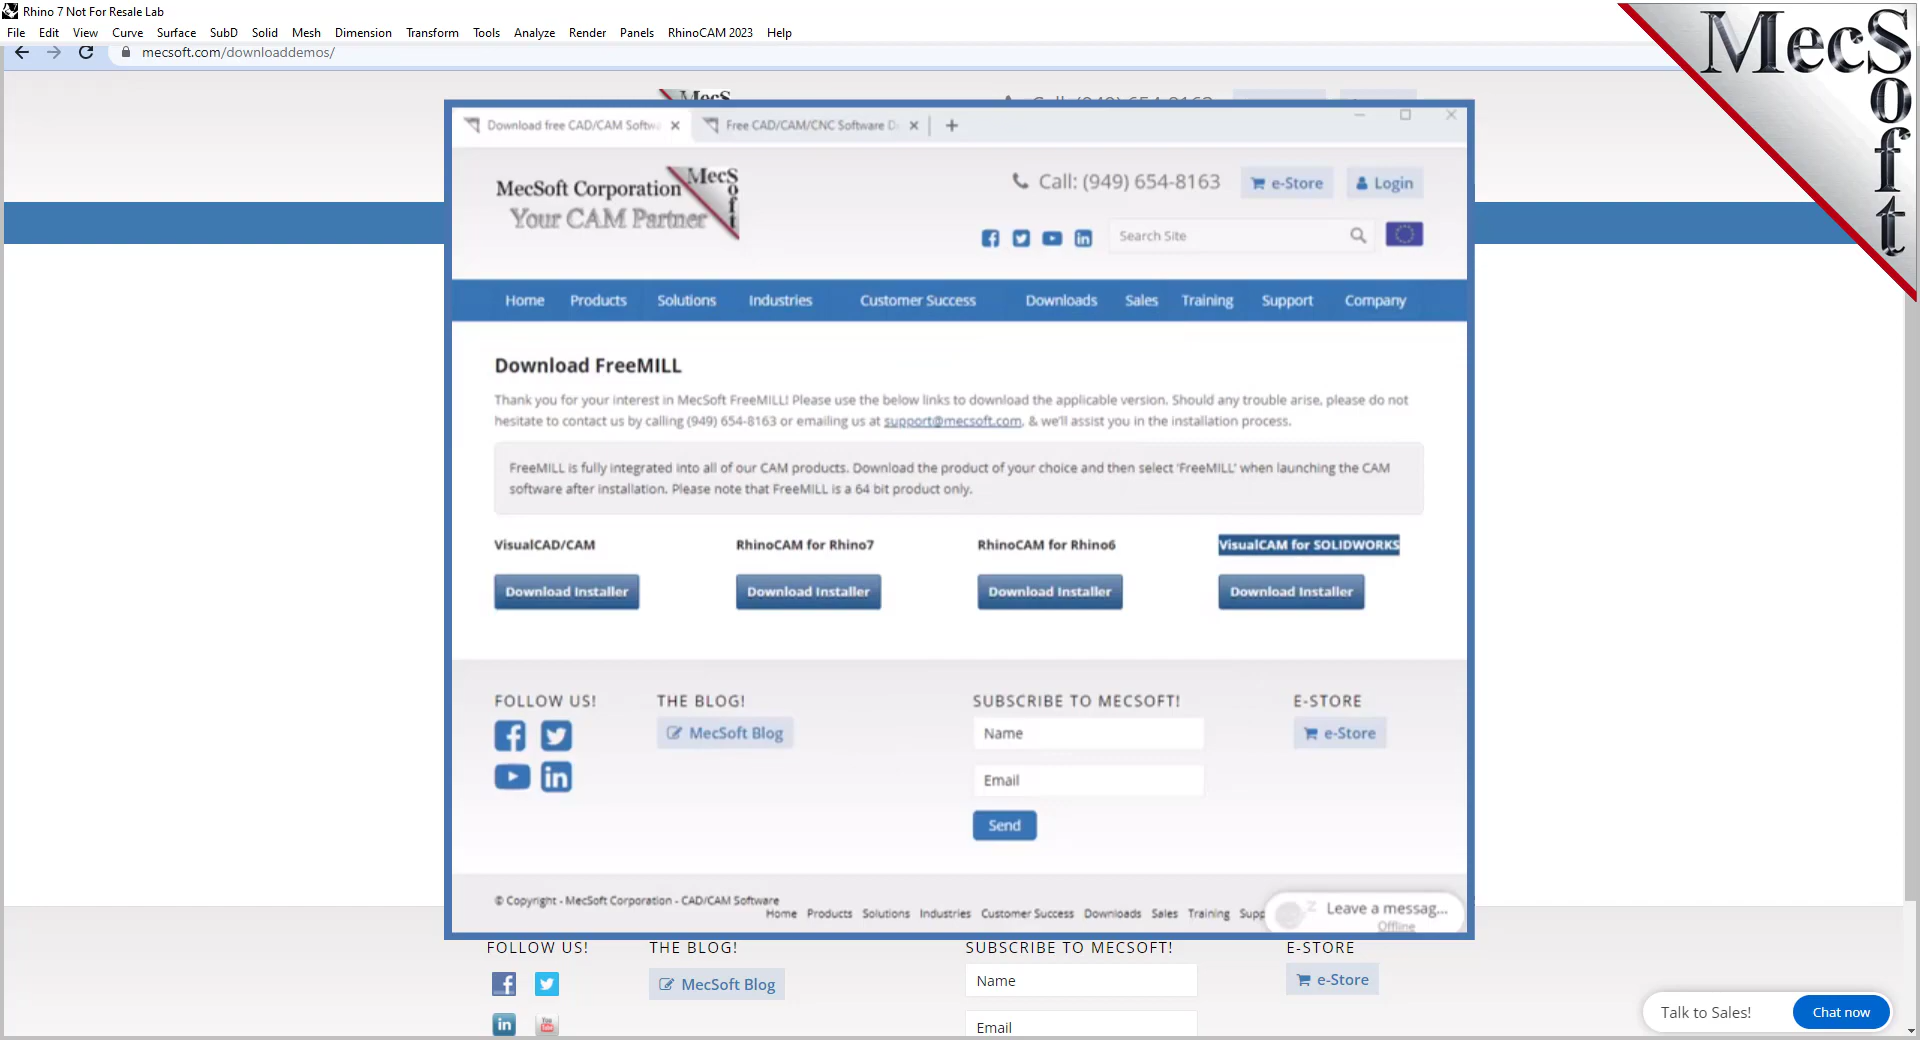 Rhino 7 Not For Resale Lab
File Edit View Curve Surface SubD Solid Mesh Dimension Transform Tools Analyze Render Panels RhinoCAM 2023 Help
mecsoft.com/downloaddemos/
MecSoft
Download free CAD/CAM Softw
Free CAD/CAM/CNC Software D
MecSoft Corporation
Your CAM Partner
MecSoft
Call: (949) 654-8163
e-Store
Login
Search Site
Home Products Solutions Industries Customer Success Downloads Sales Training Support Company
Download FreeMILL
Thank you for your interest in MecSoft FreeMILL! Please use the below links to download the applicable version. Should any trouble arise, please do not
hesitate to contact us by calling (949) 654-8163 or emailing us at support@mecsoft.com, & we'll assist you in the installation process.
FreeMILL is fully integrated into all of our CAM products. Download the product of your choice and then select 'FreeMILL' when launching the CAM
software after installation. Please note that FreeMILL is a 64 bit product only.
VisualCAD/CAM RhinoCAM for Rhino7 RhinoCAM for Rhino6 VisualCAM for SOLIDWORKS
Download Installer Download Installer Download Installer Download Installer
FOLLOW US! THE BLOG! SUBSCRIBE TO MECSOFT! E-STORE
MecSoft Blog Name e-Store
Email
Send
© Copyright - MecSoft Corporation - CAD/CAM Software
Home Products Solutions Industries Customer Success Downloads Sales Training Supp
Leave a messag...
Offline
FOLLOW US! THE BLOG! SUBSCRIBE TO MECSOFT! E-STORE
MecSoft Blog Name e-Store
Email
Talk to Sales! Chat now